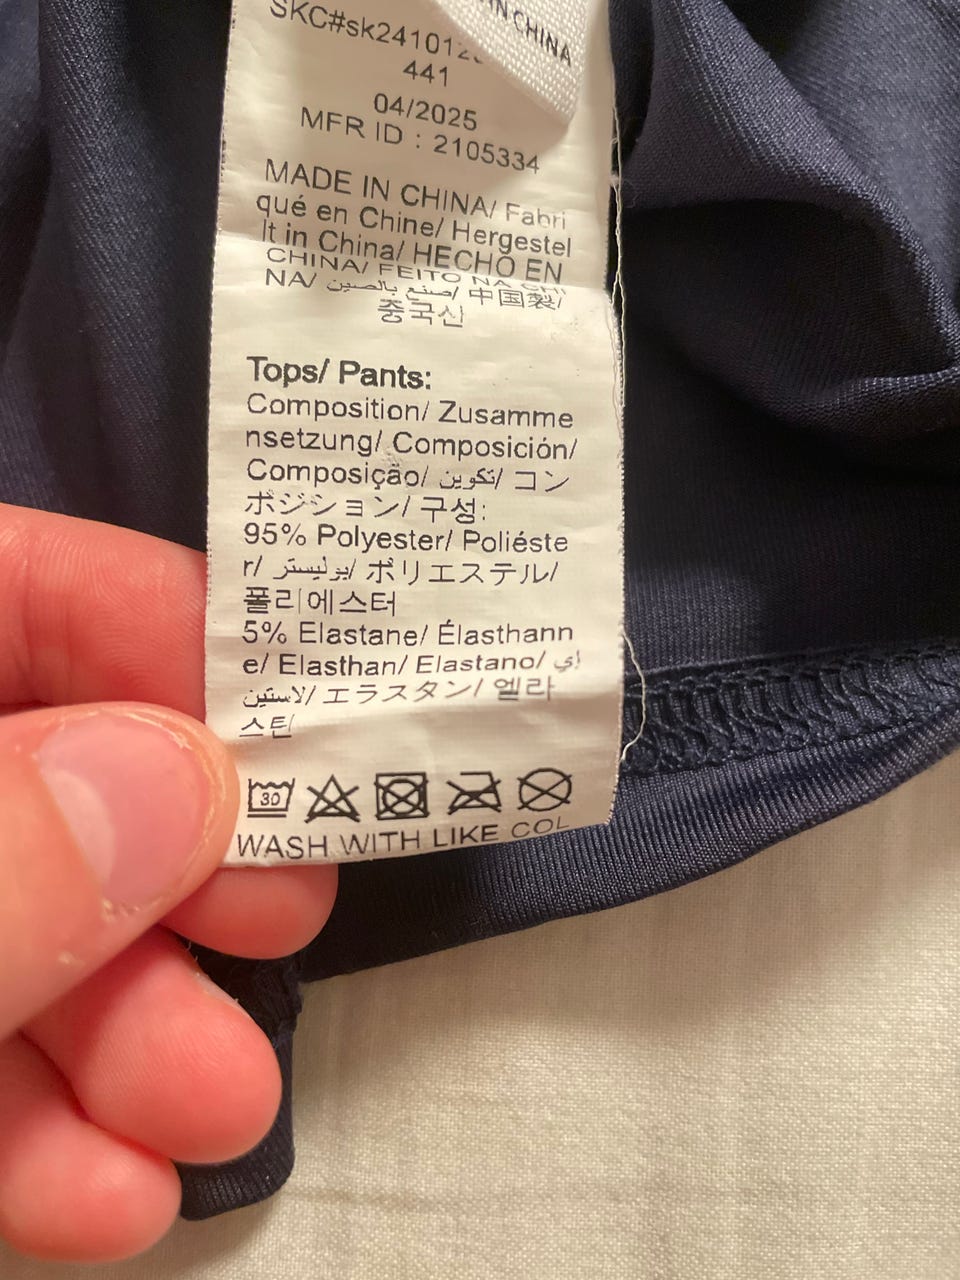 IN CHINA
441
04/2025
MFR ID : 2105334
MADE IN CHINA/ Fabri
qué en Chine/ Hergestel
lt in China/ HECHO EN
CHINA/ FEITO NA CHI
NA/ صنع بالصين/ 中国製/
중국산
Tops/ Pants:
Composition/ Zusamme
nsetzung/ Composición/
Composição/ تكوين/ コン
ポジション/ 구성:
95% Polyester/ Poliéste
r/ بوليستر/ ポリエステル/
폴리에스터
5% Elastane/ Élasthann
e/ Elasthan/ Elastano/ إي
لاستين/ エラスタン/ 엘라
스틴
30
WASH WITH LIKE COL